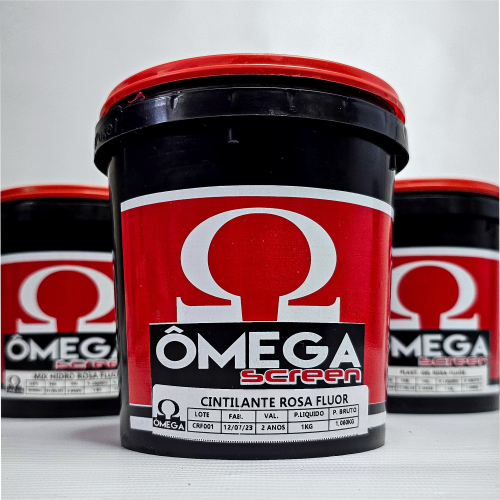 Ω
ÔMEGA
screen
CINTILANTE ROSA FLUOR
LOTE FAB. VAL. P.LIQUIDO P. BRUTO
CRF001 12/07/23 2 ANOS 1KG 1,060KG
Ω
ÔMEGA
ÔMEGA
MIX HIDRO ROSA FLUOR
ÔMEGA
screen
PLAST. GEL ROSA FLUOR